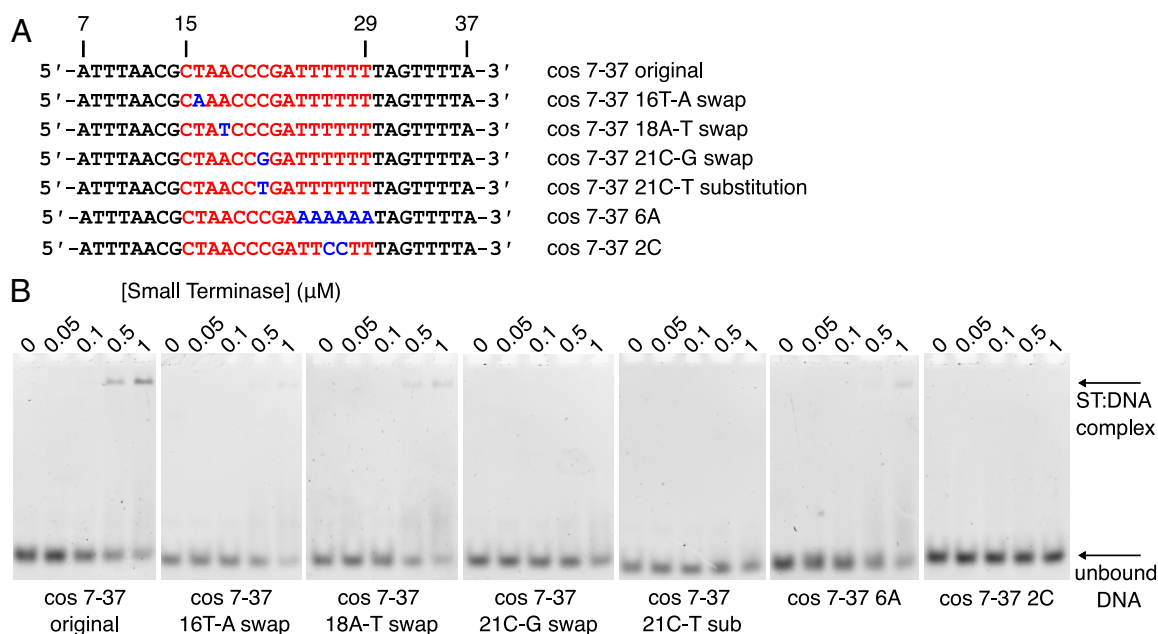 A
7 15 29 37
5′-ATTTAACGCTAACCCGATTTTTTTAGTTTTA-3′ cos 7-37 original
5′-ATTTAACGCAAACCCGATTTTTTTAGTTTTA-3′ cos 7-37 16T-A swap
5′-ATTTAACGCTATCCCGATTTTTTTAGTTTTA-3′ cos 7-37 18A-T swap
5′-ATTTAACGCTAACCGGATTTTTTTAGTTTTA-3′ cos 7-37 21C-G swap
5′-ATTTAACGCTAACCTGATTTTTTTAGTTTTA-3′ cos 7-37 21C-T substitution
5′-ATTTAACGCTAACCCGAAAAAAATAGTTTTA-3′ cos 7-37 6A
5′-ATTTAACGCTAACCCGATTCCTTTAGTTTTA-3′ cos 7-37 2C
B
[Small Terminase] (µM)
0 0.05 0.1 0.5 1 0 0.05 0.1 0.5 1 0 0.05 0.1 0.5 1 0 0.05 0.1 0.5 1 0 0.05 0.1 0.5 1 0 0.05 0.1 0.5 1 0 0.05 0.1 0.5 1
ST:DNA
complex
unbound
DNA
cos 7-37
original
cos 7-37
16T-A swap
cos 7-37
18A-T swap
cos 7-37
21C-G swap
cos 7-37
21C-T sub
cos 7-37 6A
cos 7-37 2C